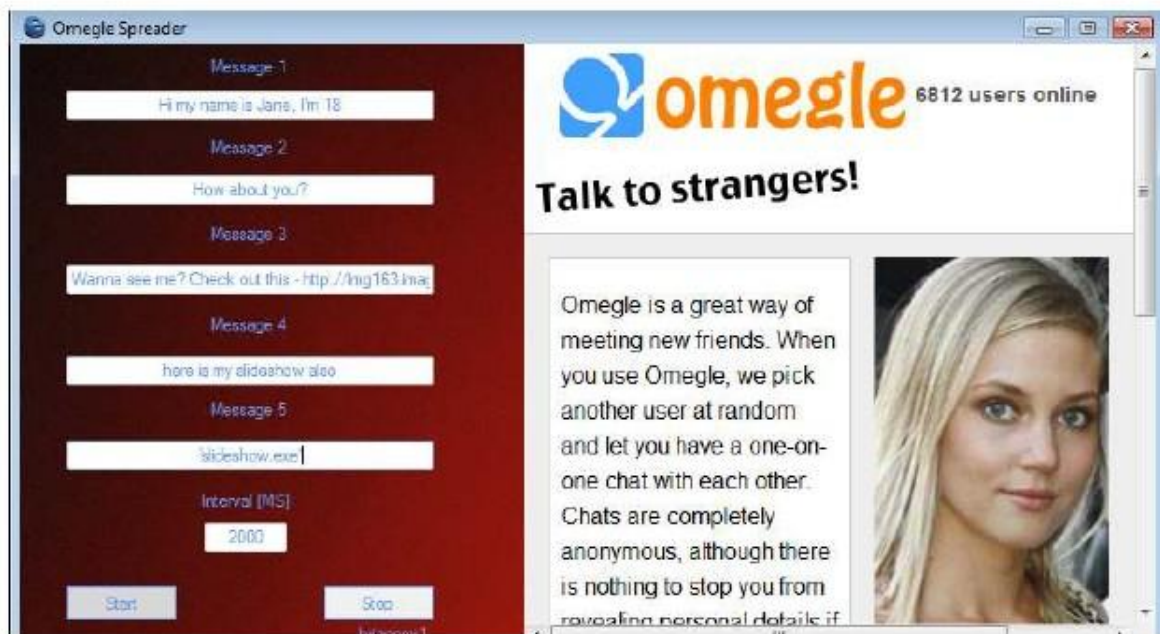 Omegle Spreader
Message 1
Hi my name is Jane, I'm 18
Message 2
How about you?
Message 3
Wanna see me? Check out this - http://img163.imag
Message 4
here is my slideshow also
Message 5
'slideshow.exe'
Interval [MS]
2000
Start
Stop
omegle
6812 users online
Talk to strangers!
Omegle is a great way of
meeting new friends. When
you use Omegle, we pick
another user at random
and let you have a one-on-
one chat with each other.
Chats are completely
anonymous, although there
is nothing to stop you from
revealing personal details if